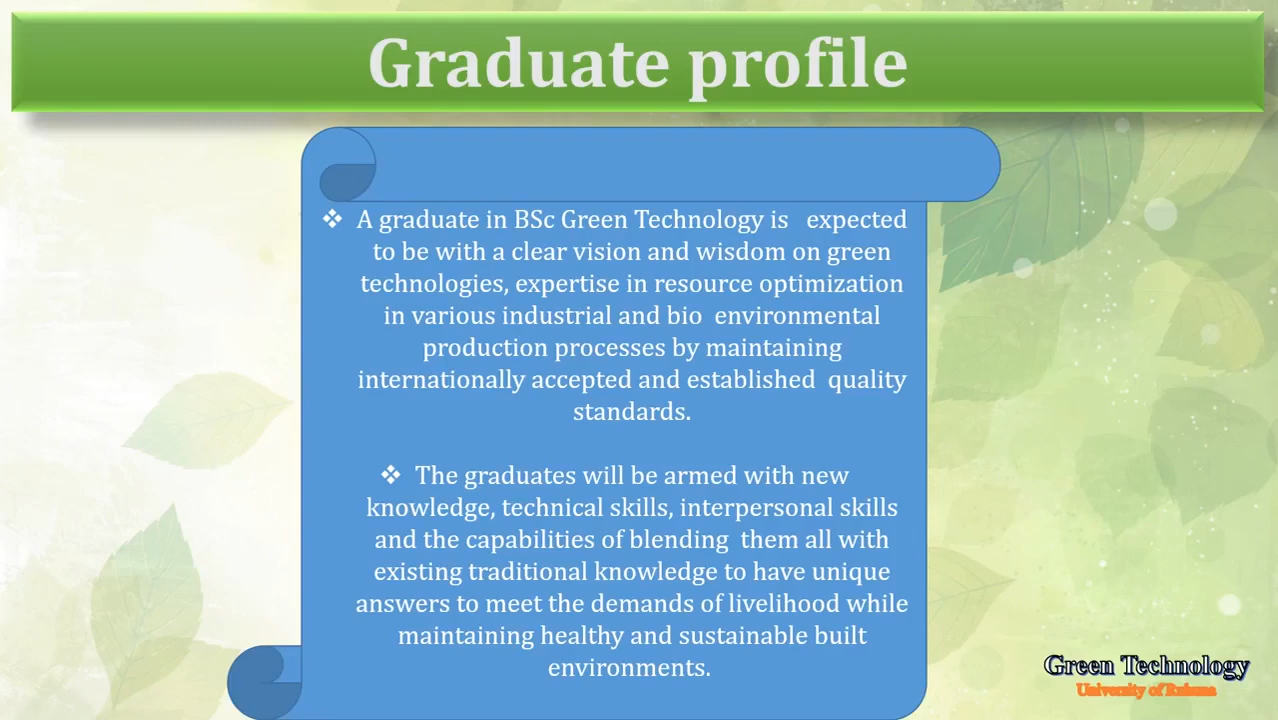 Graduate profile
❖ A graduate in BSc Green Technology is expected
to be with a clear vision and wisdom on green
technologies, expertise in resource optimization
in various industrial and bio environmental
production processes by maintaining
internationally accepted and established quality
standards.
❖ The graduates will be armed with new
knowledge, technical skills, interpersonal skills
and the capabilities of blending them all with
existing traditional knowledge to have unique
answers to meet the demands of livelihood while
maintaining healthy and sustainable built
environments.
Green Technology
University of Ruhuna